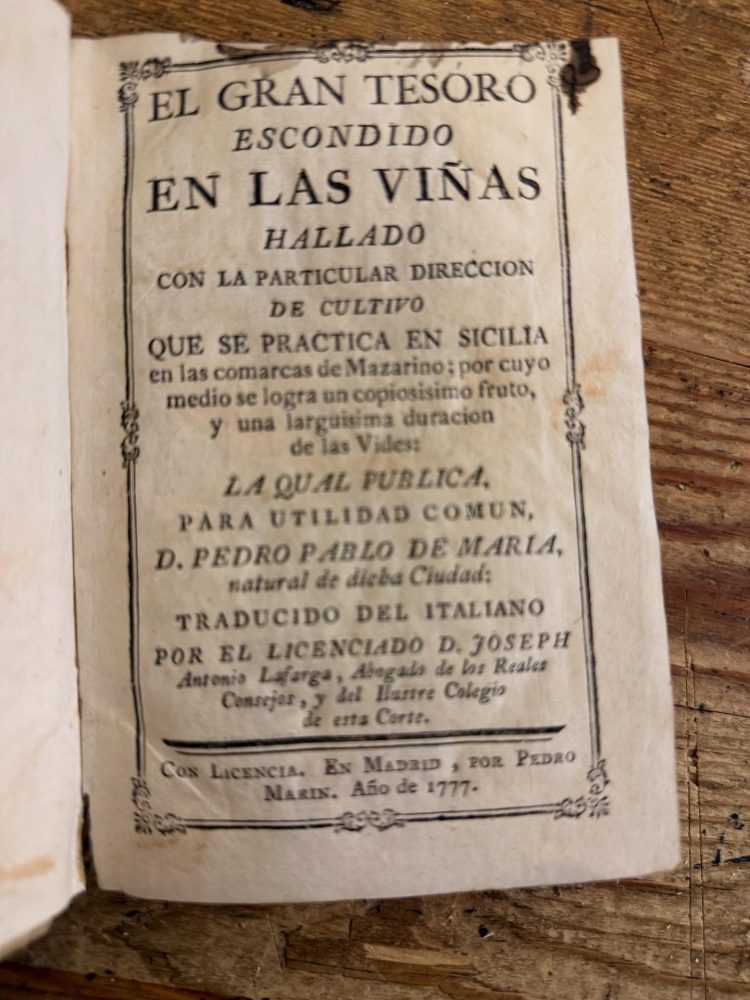 EL GRAN TESORO
ESCONDIDO
EN LAS VIÑAS
HALLADO
CON LA PARTICULAR DIRECCION
DE CULTIVO
QUE SE PRACTICA EN SICILIA
en las comarcas de Mazarino; por cuyo
medio se logra un copiosisimo fruto,
y una larguisima duracion
de las Vides:
LA QUAL PUBLICA,
PARA UTILIDAD COMUN,
D. PEDRO PABLO DE MARIA,
natural de dicha Ciudad:
TRADUCIDO DEL ITALIANO
POR EL LICENCIADO D. JOSEPH
Antonio Lafarga, Abogado de los Reales
Consejos, y del Ilustre Colegio
de esta Corte.
CON LICENCIA. EN MADRID, POR PEDRO
MARIN. Año de 1777.